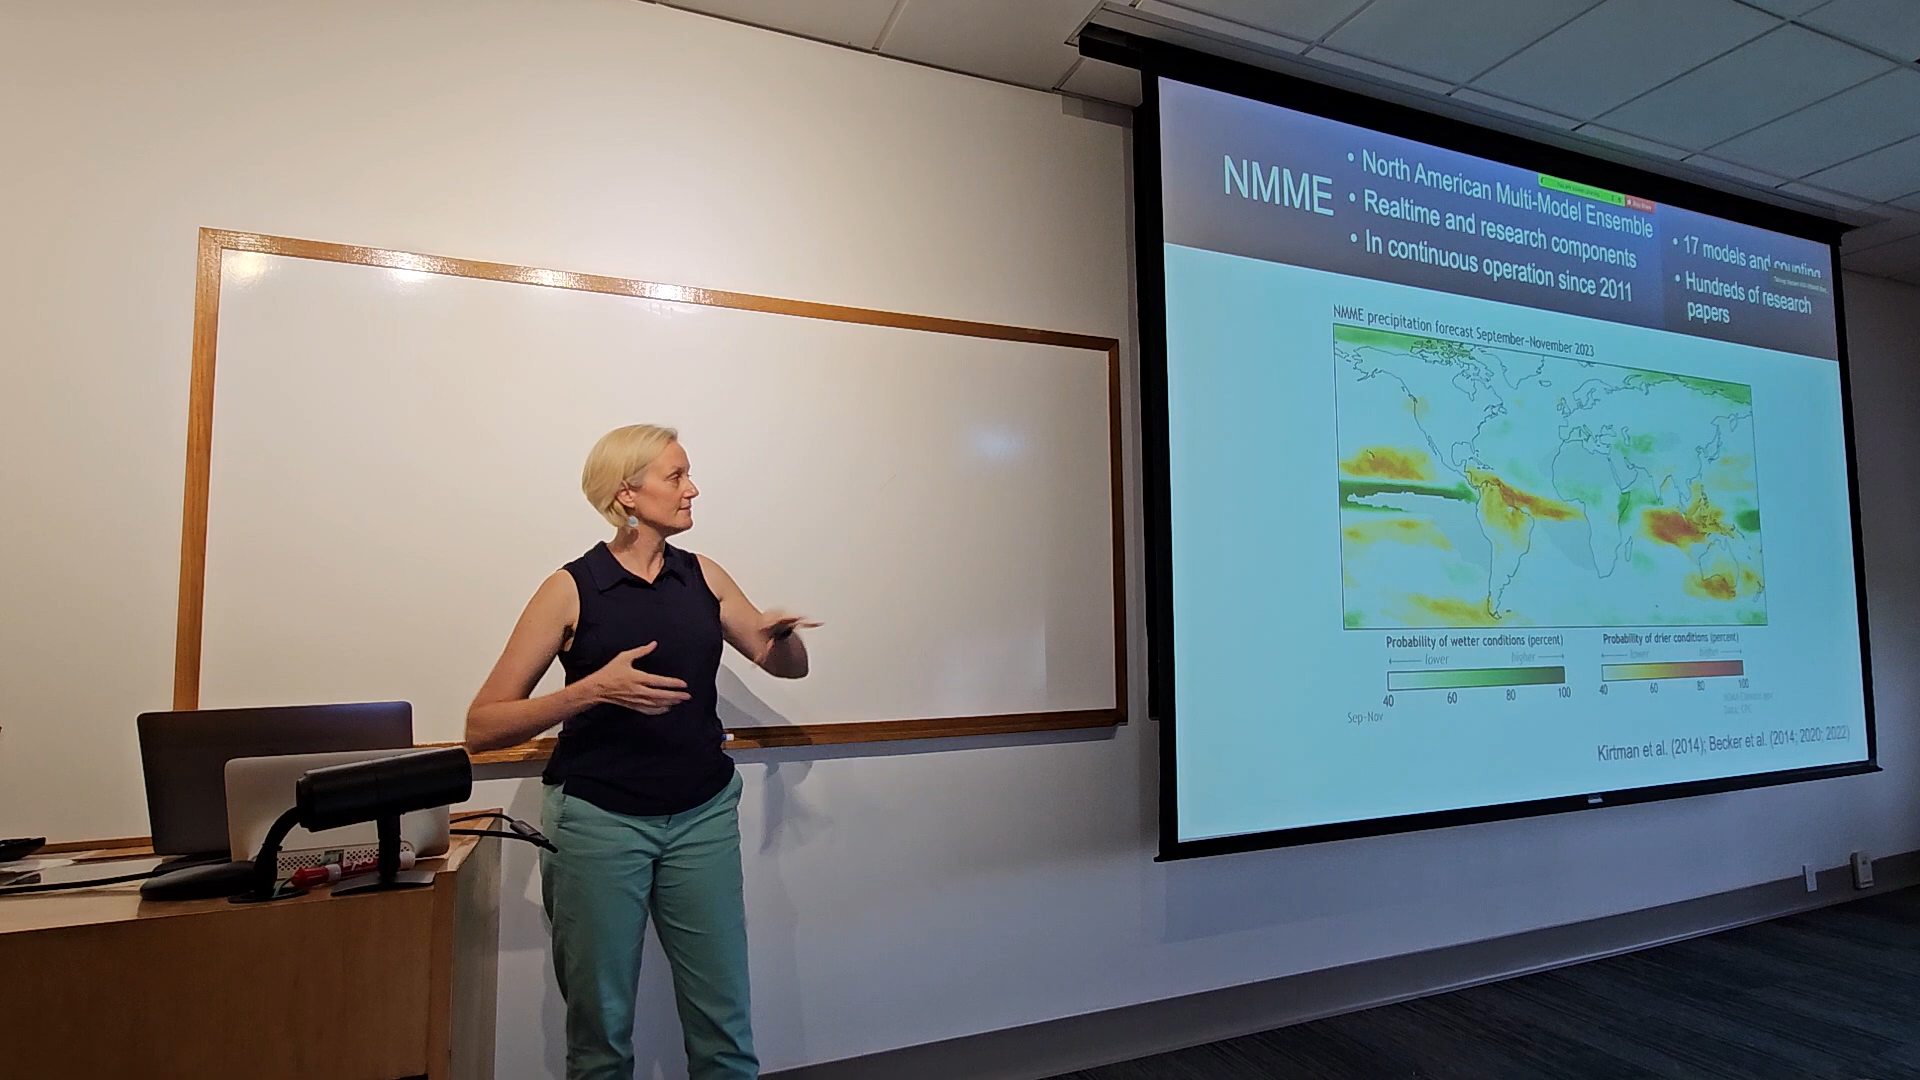 NMME
• North American Multi-Model Ensemble
• Realtime and research components
• In continuous operation since 2011
• 17 models and counting
• Hundreds of research
papers
NMME precipitation forecast September–November 2023
Probability of wetter conditions (percent)
lower higher
40 60 80 100
Probability of drier conditions (percent)
lower higher
40 60 80 100
Sep–Nov
Kirtman et al. (2014); Becker et al. (2014; 2020; 2022)